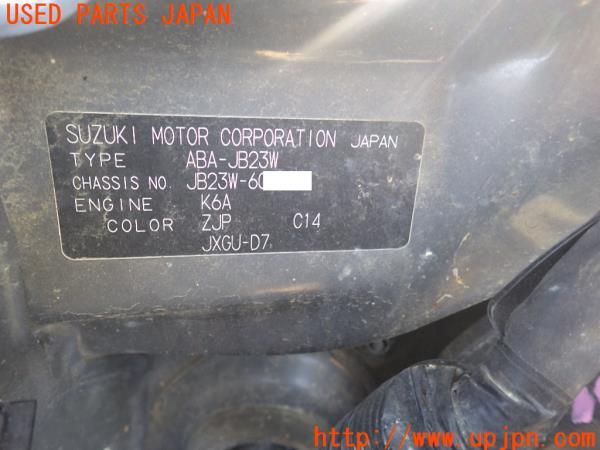 USED PARTS JAPAN
SUZUKI MOTOR CORPORATION JAPAN
TYPE ABA-JB23W
CHASSIS NO. JB23W-60
ENGINE K6A
COLOR ZJP C14
JXGU-D7
http://www.upjpn.com/